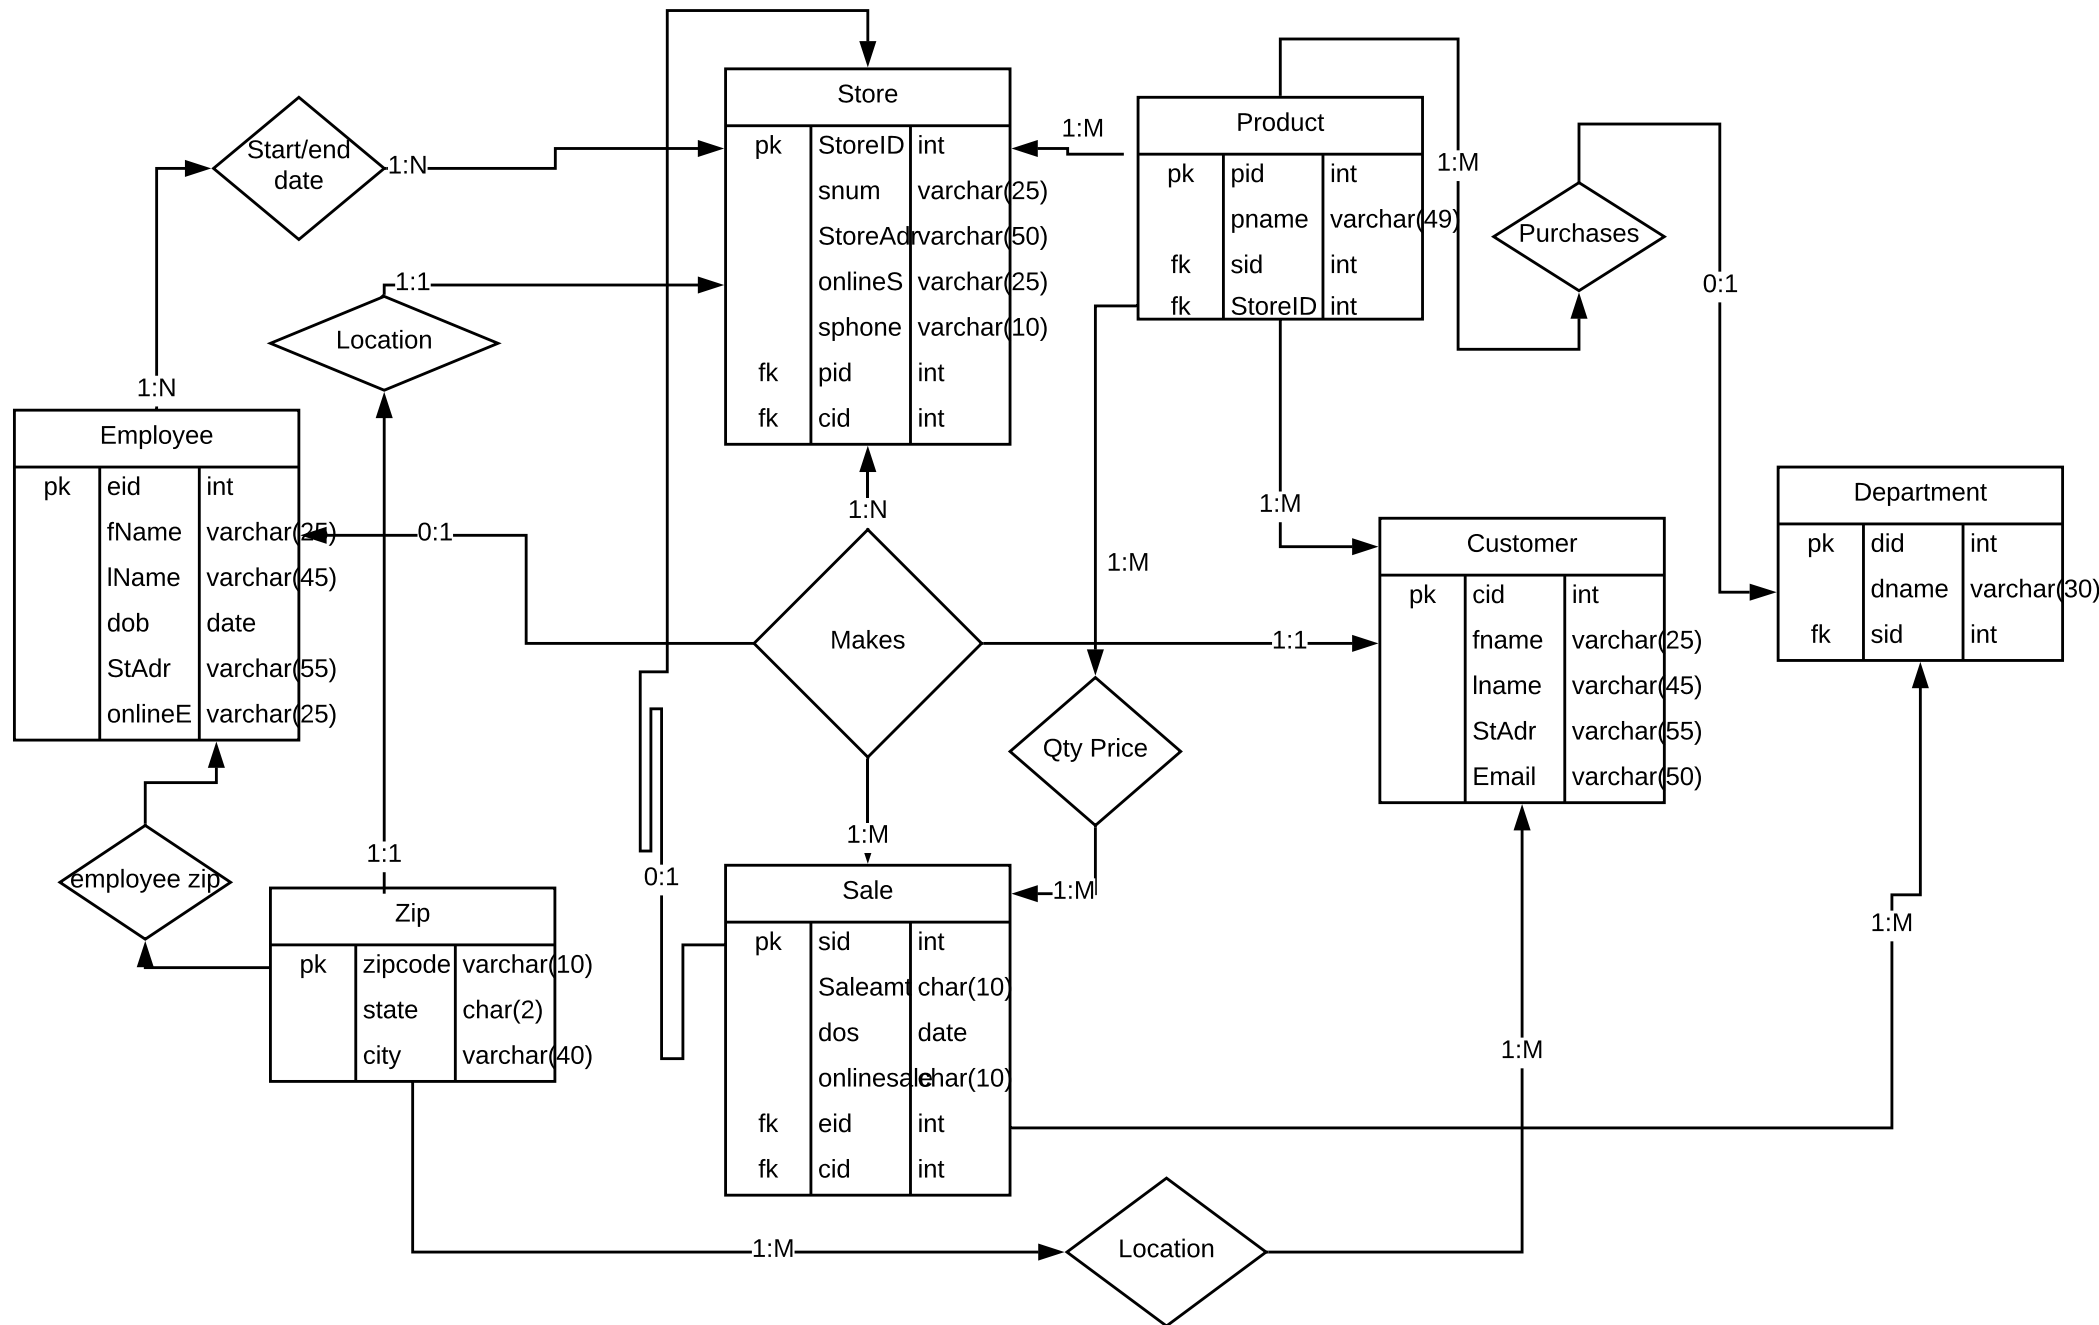 Store
pk StoreID int
snum varchar(25)
StoreAdr varchar(50)
onlineS varchar(25)
sphone varchar(10)
fk pid int
fk cid int
1:M
Product
pk pid int
pname varchar(49)
fk sid int
fk StoreID int
1:M
Purchases
0:1
Start/end
date
1:N
1:1
Location
1:N
Employee
pk eid int
fName varchar(25)
lName varchar(45)
dob date
StAdr varchar(55)
onlineE varchar(25)
0:1
1:N
Makes
1:M
1:M
1:1
Customer
pk cid int
fname varchar(25)
lname varchar(45)
StAdr varchar(55)
Email varchar(50)
Department
pk did int
dname varchar(30)
fk sid int
Qty Price
1:M
1:M
employee zip
1:1
Zip
pk zipcode varchar(10)
state char(2)
city varchar(40)
0:1
Sale
pk sid int
Saleamt char(10)
dos date
onlinesale char(10)
fk eid int
fk cid int
1:M
1:M
1:M
Location